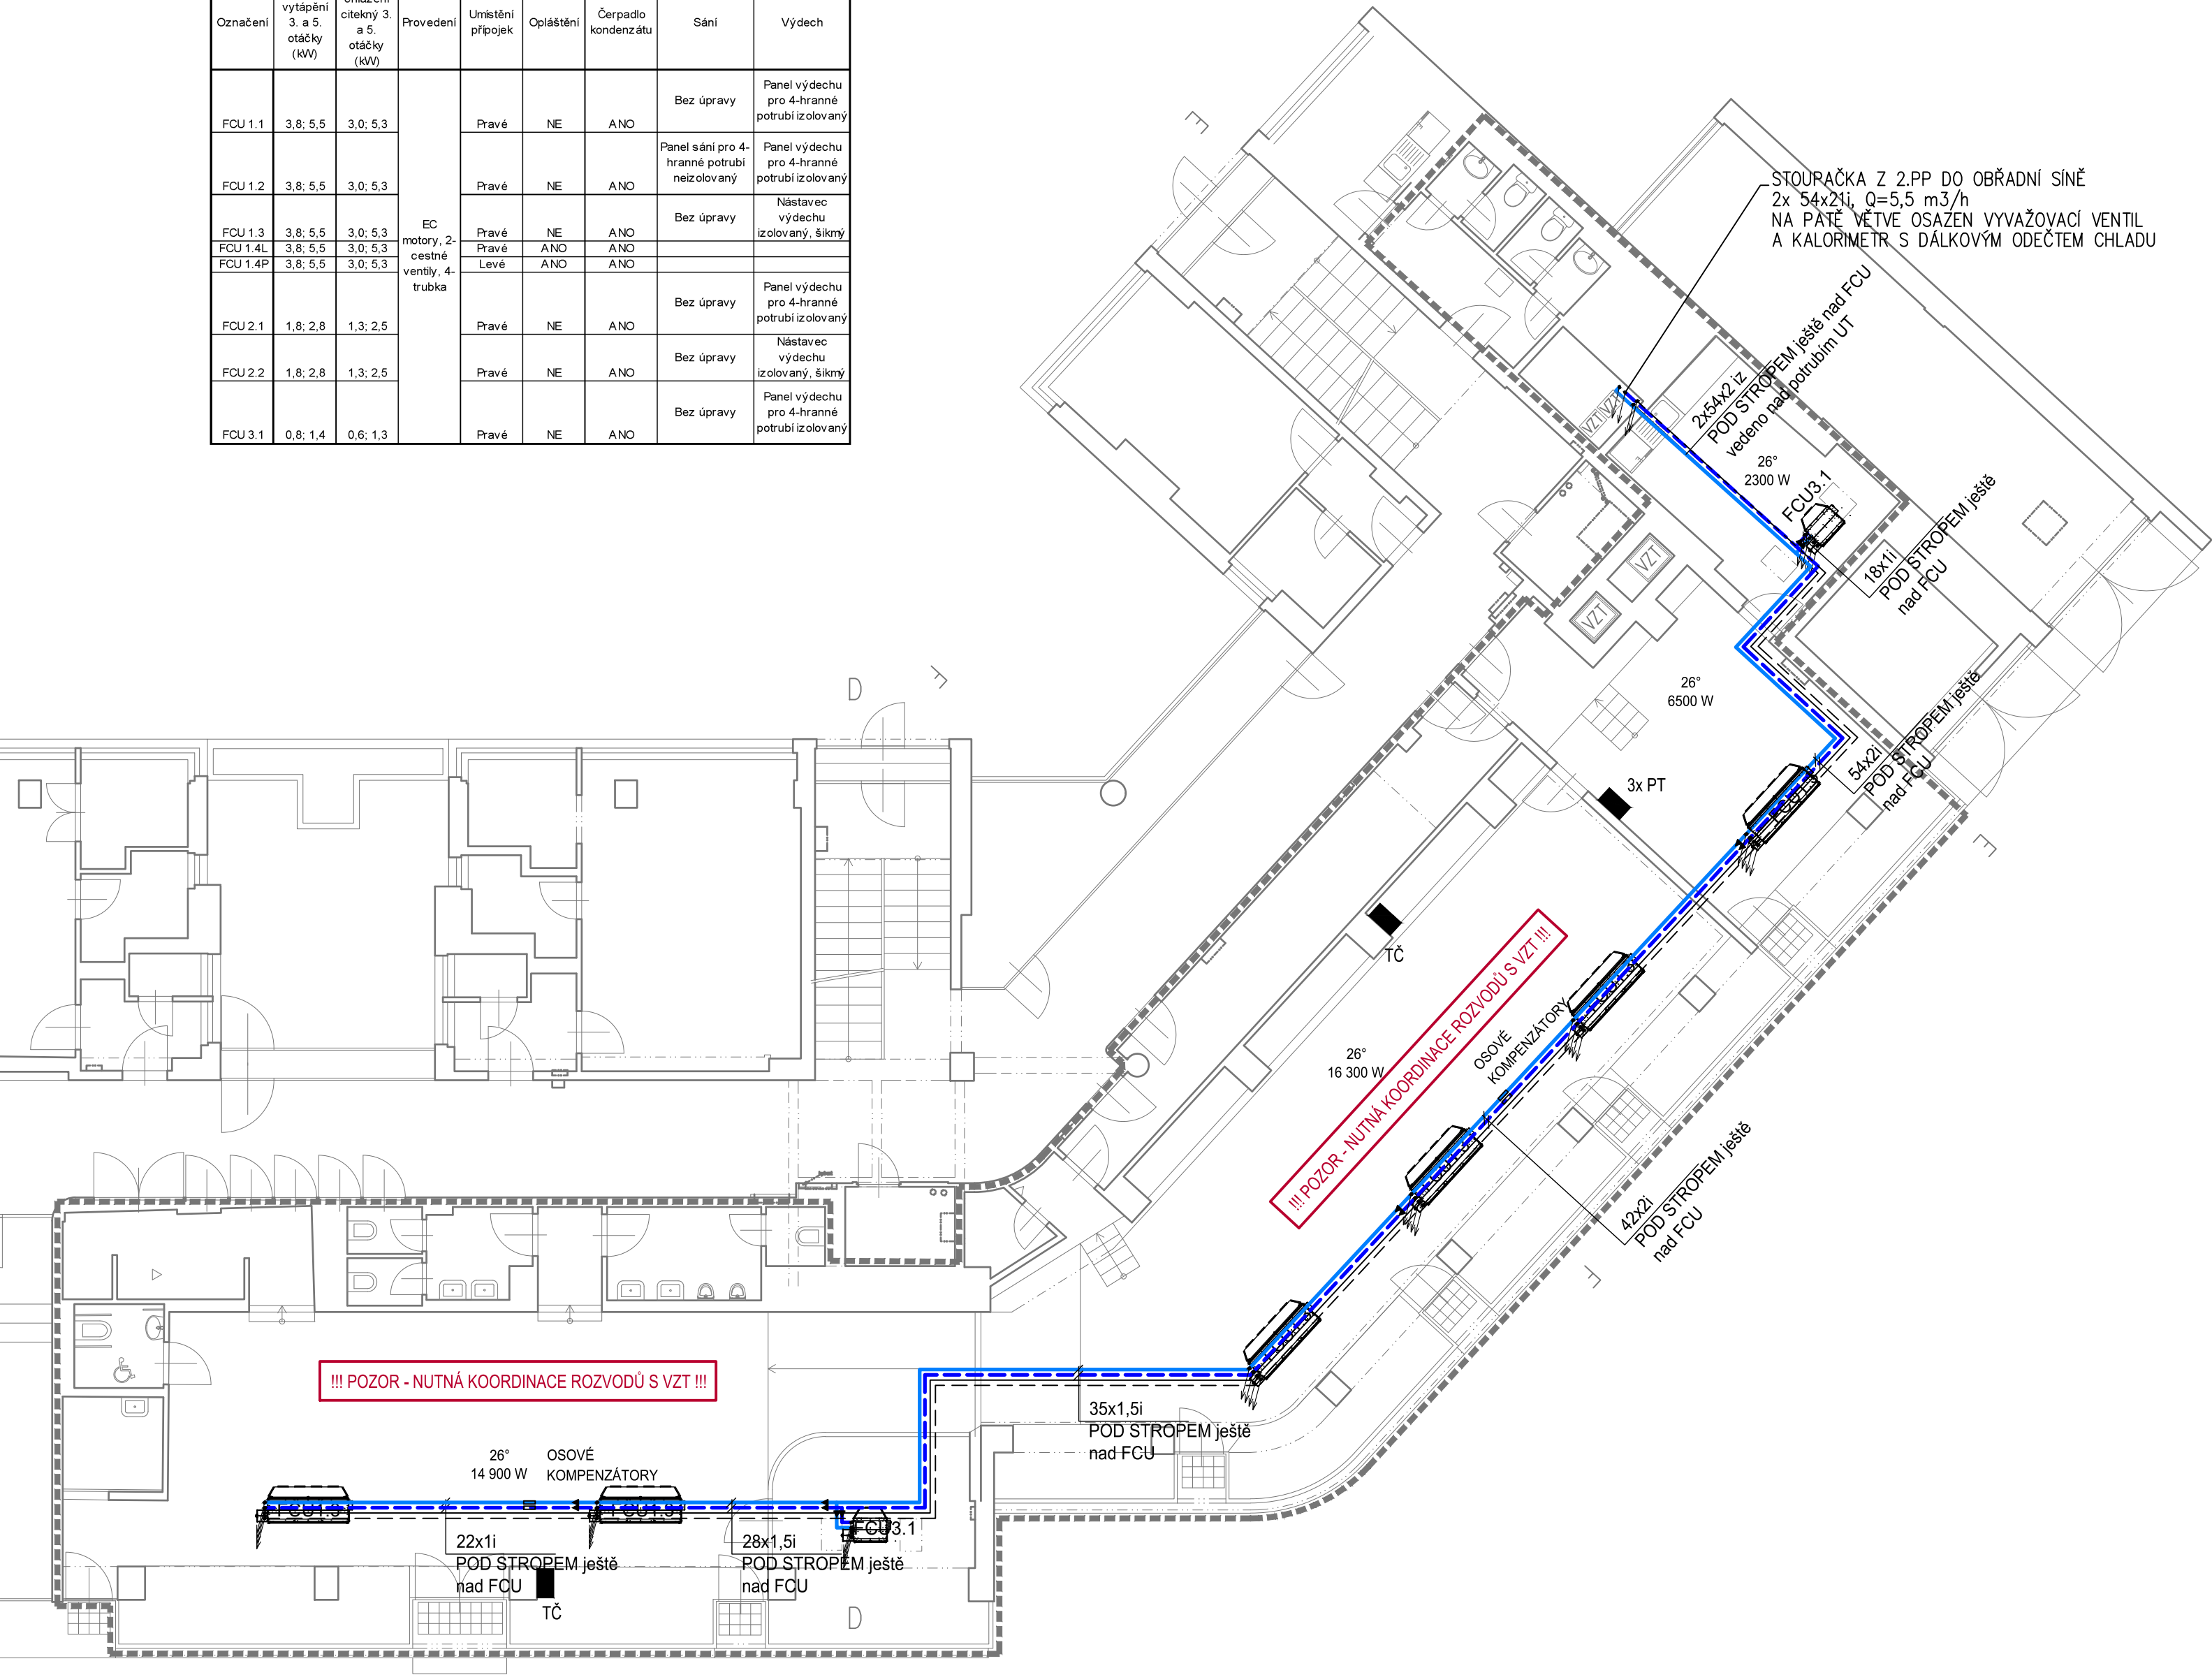 Označení
vytápění
3. a 5.
otáčky
(kW)
citekný 3.
a 5.
otáčky
(kW)
Provedení
Umístění
přípojek
Opláštění
Čerpadlo
kondenzátu
Sání
Výdech
FCU 1.1
3,8; 5,5
3,0; 5,3
Pravé
NE
ANO
Bez úpravy
Panel výdechu
pro 4-hranné
potrubí izolovaný
FCU 1.2
3,8; 5,5
3,0; 5,3
Pravé
NE
ANO
Panel sání pro 4-
hranné potrubí
neizolovaný
Panel výdechu
pro 4-hranné
potrubí izolovaný
FCU 1.3
3,8; 5,5
3,0; 5,3
Pravé
NE
ANO
Bez úpravy
Nástavec
výdechu
izolovaný, šikmý
EC
motory, 2-
cestné
ventily, 4-
trubka
FCU 1.4L
3,8; 5,5
3,0; 5,3
Pravé
ANO
ANO
FCU 1.4P
3,8; 5,5
3,0; 5,3
Levé
ANO
ANO
FCU 2.1
1,8; 2,8
1,3; 2,5
Pravé
NE
ANO
Bez úpravy
Panel výdechu
pro 4-hranné
potrubí izolovaný
FCU 2.2
1,8; 2,8
1,3; 2,5
Pravé
NE
ANO
Bez úpravy
Nástavec
výdechu
izolovaný, šikmý
FCU 3.1
0,8; 1,4
0,6; 1,3
Pravé
NE
ANO
Bez úpravy
Panel výdechu
pro 4-hranné
potrubí izolovaný
STOUPAČKA Z 2.PP DO OBŘADNÍ SÍNĚ
2x 54x21i, Q=5,5 m3/h
NA PATĚ VĚTVE OSAZEN VYVAŽOVACÍ VENTIL
A KALORIMETR S DÁLKOVÝM ODEČTEM CHLADU
F
2x54x2 iz
POD STROPEM ještě nad FCU
vedeno nad potrubím UT
VZT
VZT
26°
2300 W
FCU3.1
18x1i
POD STROPEM ještě
nad FCU
VZT
VZT
26°
6500 W
54x2i
POD STROPEM ještě
nad FCU
D
F
3x PT
F
TČ
!!! POZOR - NUTNÁ KOORDINACE ROZVODŮ S VZT !!!
OSOVÉ
KOMPENZÁTORY
26°
16 300 W
42x2i
POD STROPEM ještě
nad FCU
F
!!! POZOR - NUTNÁ KOORDINACE ROZVODŮ S VZT !!!
35x1,5i
POD STROPEM ještě
nad FCU
26°
14 900 W
OSOVÉ
KOMPENZÁTORY
FCU1.3
FCU1.3
FCU3.1
22x1i
POD STROPEM ještě
nad FCU
28x1,5i
POD STROPEM ještě
nad FCU
TČ
D